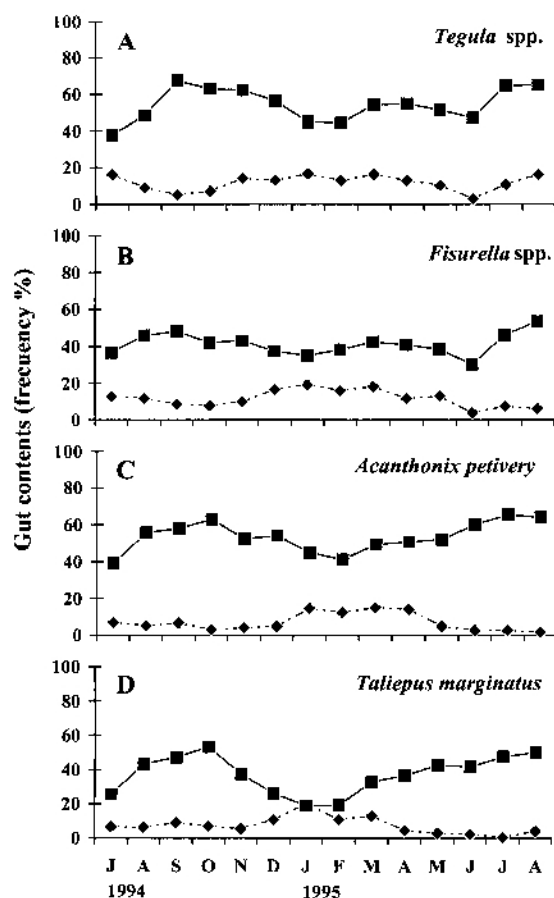 Gut contents (frecuency %)
A
Tegula spp.
100
80
60
40
20
0
B
Fisurella spp.
100
80
60
40
20
0
C
Acanthonix petivery
100
80
60
40
20
0
D
Taliepus marginatus
100
80
60
40
20
0
J A S O N D J F M A M J J A
1994 1995